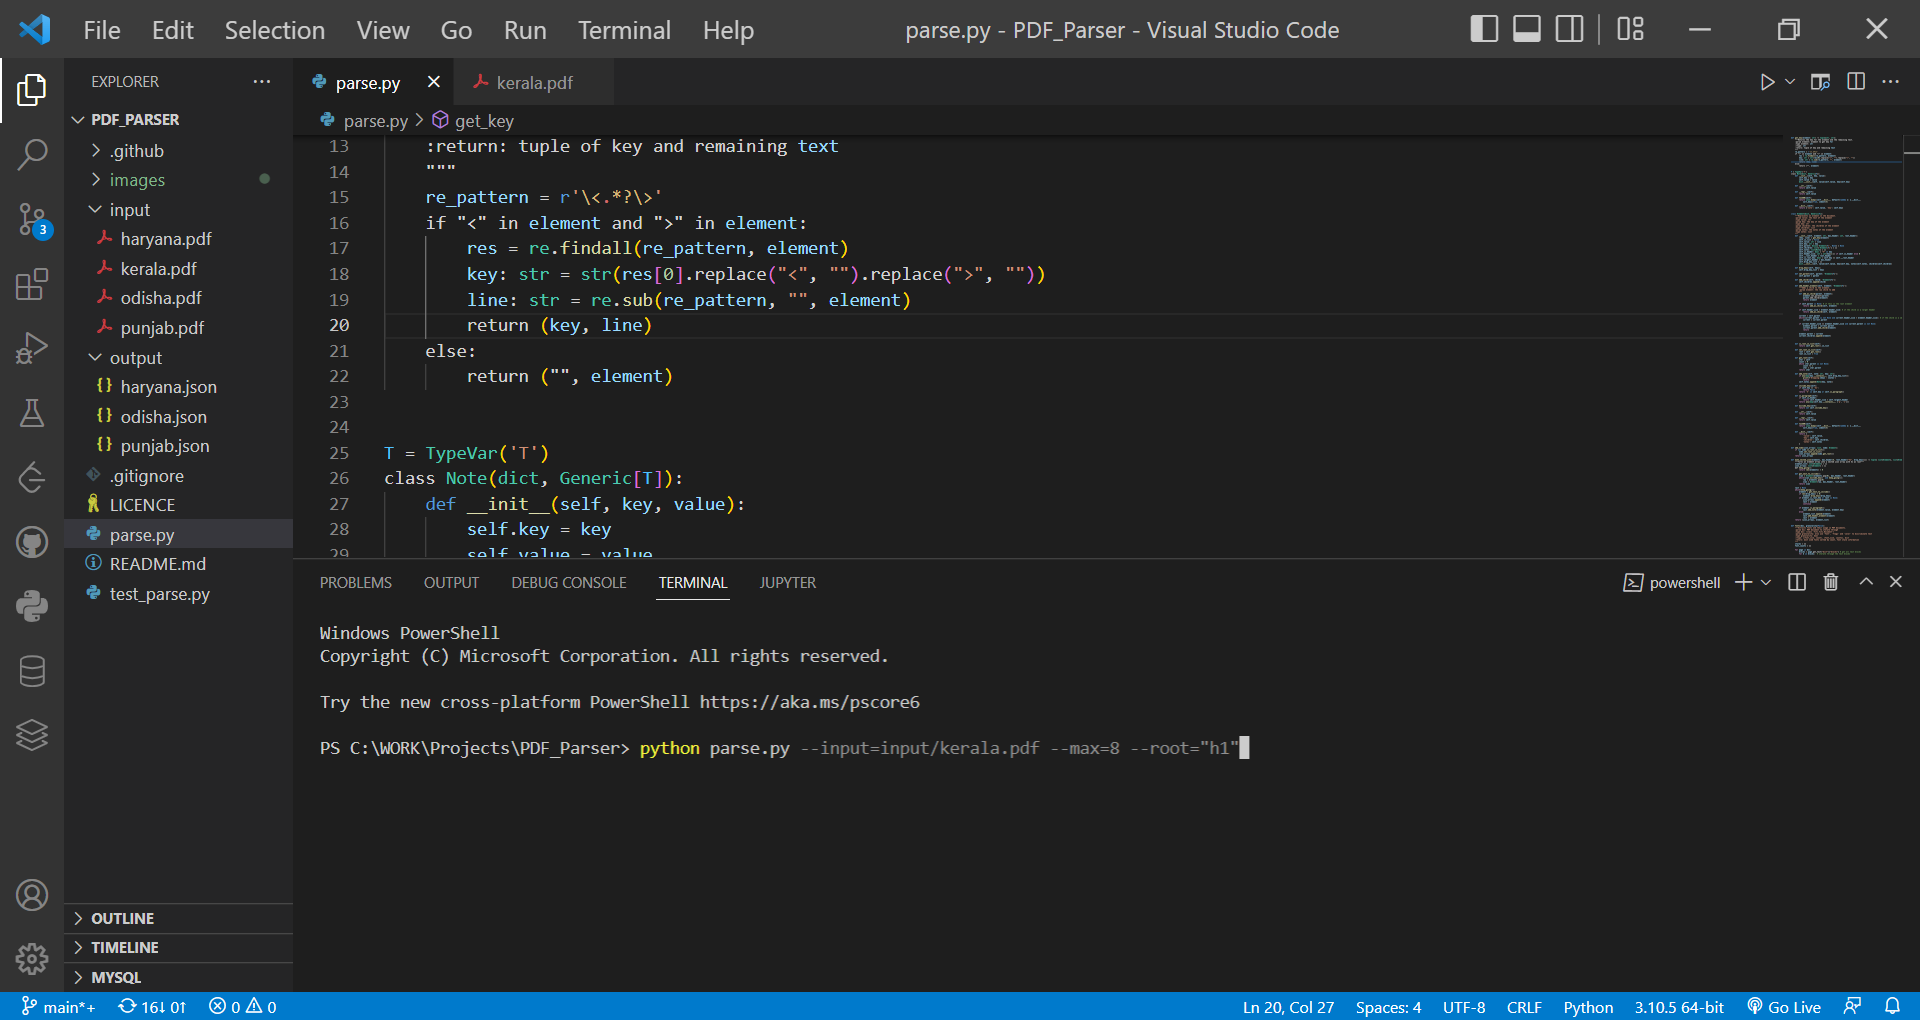 File Edit Selection View Go Run Terminal Help
parse.py - PDF_Parser - Visual Studio Code
EXPLORER
PDF_PARSER
.github
images
input
haryana.pdf
kerala.pdf
odisha.pdf
punjab.pdf
output
haryana.json
odisha.json
punjab.json
.gitignore
LICENCE
parse.py
README.md
test_parse.py
OUTLINE
TIMELINE
MYSQL
3
parse.py
kerala.pdf
parse.py > get_key
13 :return: tuple of key and remaining text
14 """
15 re_pattern = r'\<.*?\>'
16 if "<" in element and ">" in element:
17 res = re.findall(re_pattern, element)
18 key: str = str(res[0].replace("<", "").replace(">", ""))
19 line: str = re.sub(re_pattern, "", element)
20 return (key, line)
21 else:
22 return ("", element)
23
24
25 T = TypeVar('T')
26 class Note(dict, Generic[T]):
27 def __init__(self, key, value):
28 self.key = key
29 self.value = value
PROBLEMS OUTPUT DEBUG CONSOLE TERMINAL JUPYTER
powershell
Windows PowerShell
Copyright (C) Microsoft Corporation. All rights reserved.
Try the new cross-platform PowerShell https://aka.ms/pscore6
PS C:\WORK\Projects\PDF_Parser> python parse.py --input=input/kerala.pdf --max=8 --root="h1"
main*+ 16↓ 0↑ 0 0
Ln 20, Col 27 Spaces: 4 UTF-8 CRLF Python 3.10.5 64-bit Go Live